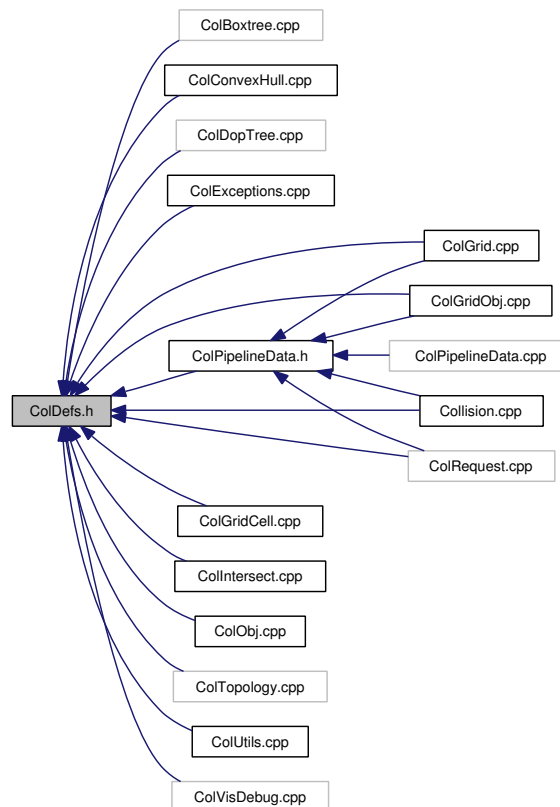 ColBoxtree.cpp
ColConvexHull.cpp
ColDopTree.cpp
ColExceptions.cpp
ColGrid.cpp
ColGridObj.cpp
ColPipelineData.h
ColPipelineData.cpp
ColDefs.h
Collision.cpp
ColRequest.cpp
ColGridCell.cpp
ColIntersect.cpp
ColObj.cpp
ColTopology.cpp
ColUtils.cpp
ColVisDebug.cpp